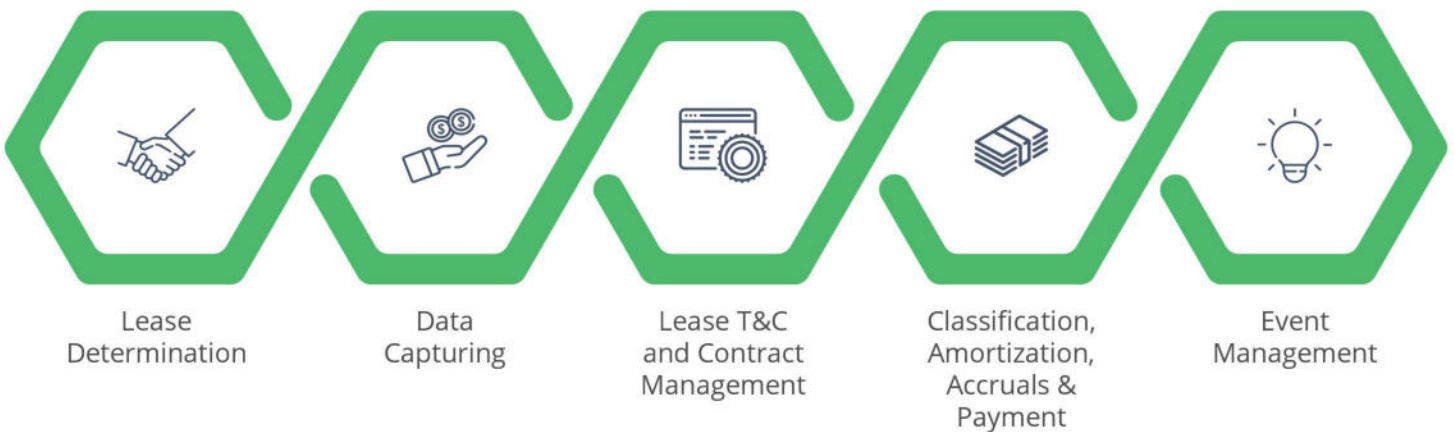 Lease
Determination
Data
Capturing
Lease T&C
and Contract
Management
Classification,
Amortization,
Accruals &
Payment
Event
Management